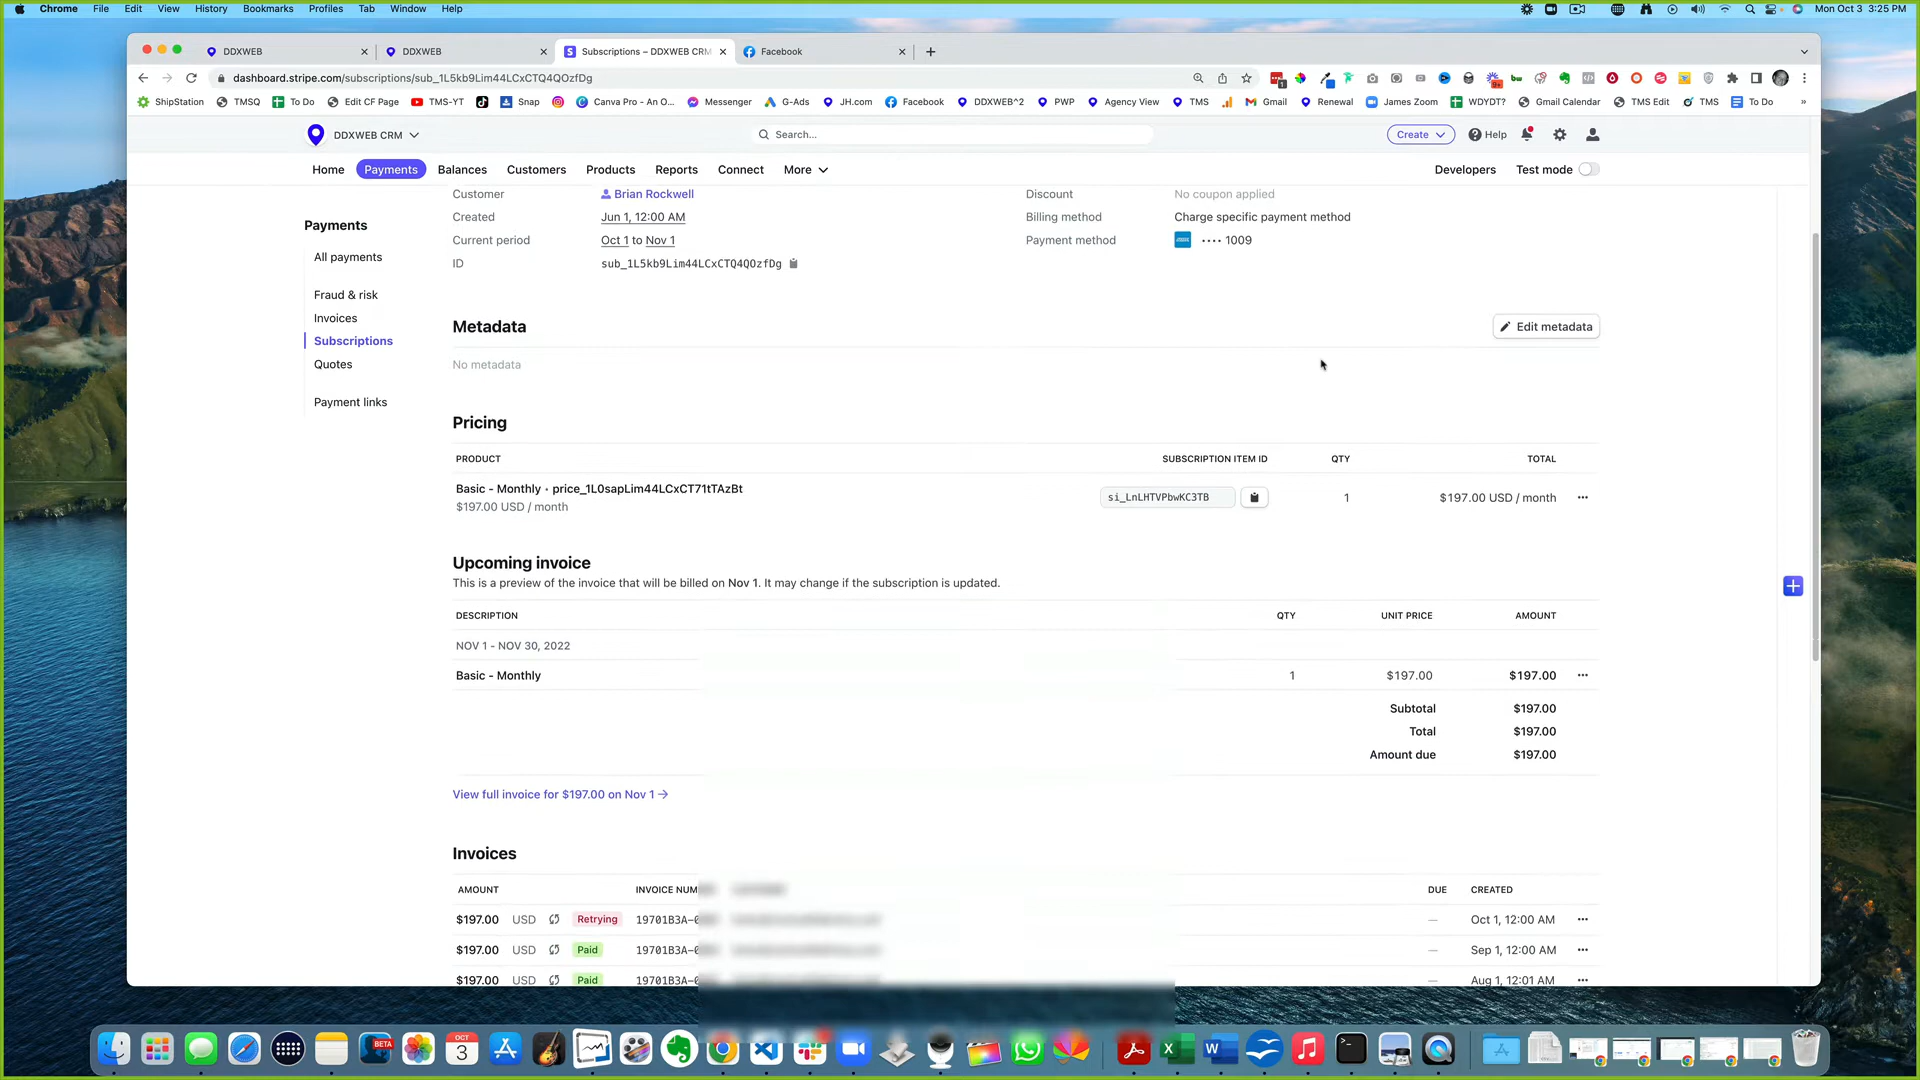 Chrome File Edit View History Bookmarks Profiles Tab Window Help
Mon Oct 3 3:25 PM
DDXWEB
DDXWEB
Subscriptions – DDXWEB CRM
Facebook
dashboard.stripe.com/subscriptions/sub_1L5kb9Lim44LCxCTQ4QOzfDg
ShipStation TMSQ To Do Edit CF Page TMS-YT Snap Canva Pro - An O... Messenger G-Ads JH.com Facebook DDXWEB^2 PWP Agency View TMS Gmail Renewal James Zoom WDYDT? Gmail Calendar TMS Edit TMS To Do »
DDXWEB CRM
Search...
Create
Help
Home Payments Balances Customers Products Reports Connect More
Developers Test mode
Payments
All payments
Fraud & risk
Invoices
Subscriptions
Quotes
Payment links
Customer Brian Rockwell
Created Jun 1, 12:00 AM
Current period Oct 1 to Nov 1
ID sub_1L5kb9Lim44LCxCTQ4QOzfDg
Discount No coupon applied
Billing method Charge specific payment method
Payment method •••• 1009
Metadata
Edit metadata
No metadata
Pricing
PRODUCT SUBSCRIPTION ITEM ID QTY TOTAL
Basic - Monthly • price_1L0sapLim44LCxCT71tTAzBt
$197.00 USD / month
si_LnLHTVPbwKC3TB 1 $197.00 USD / month
Upcoming invoice
This is a preview of the invoice that will be billed on Nov 1. It may change if the subscription is updated.
DESCRIPTION QTY UNIT PRICE AMOUNT
NOV 1 - NOV 30, 2022
Basic - Monthly 1 $197.00 $197.00
Subtotal $197.00
Total $197.00
Amount due $197.00
View full invoice for $197.00 on Nov 1 →
Invoices
AMOUNT INVOICE NUM DUE CREATED
$197.00 USD Retrying 19701B3A- — Oct 1, 12:00 AM
$197.00 USD Paid 19701B3A- — Sep 1, 12:00 AM
$197.00 USD Paid 19701B3A- — Aug 1, 12:01 AM
BETA
OCT
3